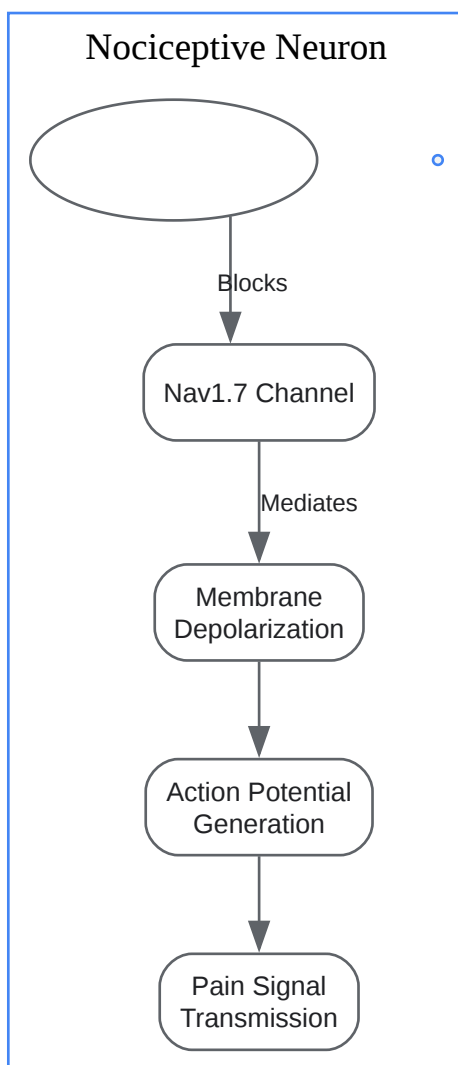 Nociceptive Neuron
Blocks
Nav1.7 Channel
Mediates
Membrane
Depolarization
Action Potential
Generation
Pain Signal
Transmission